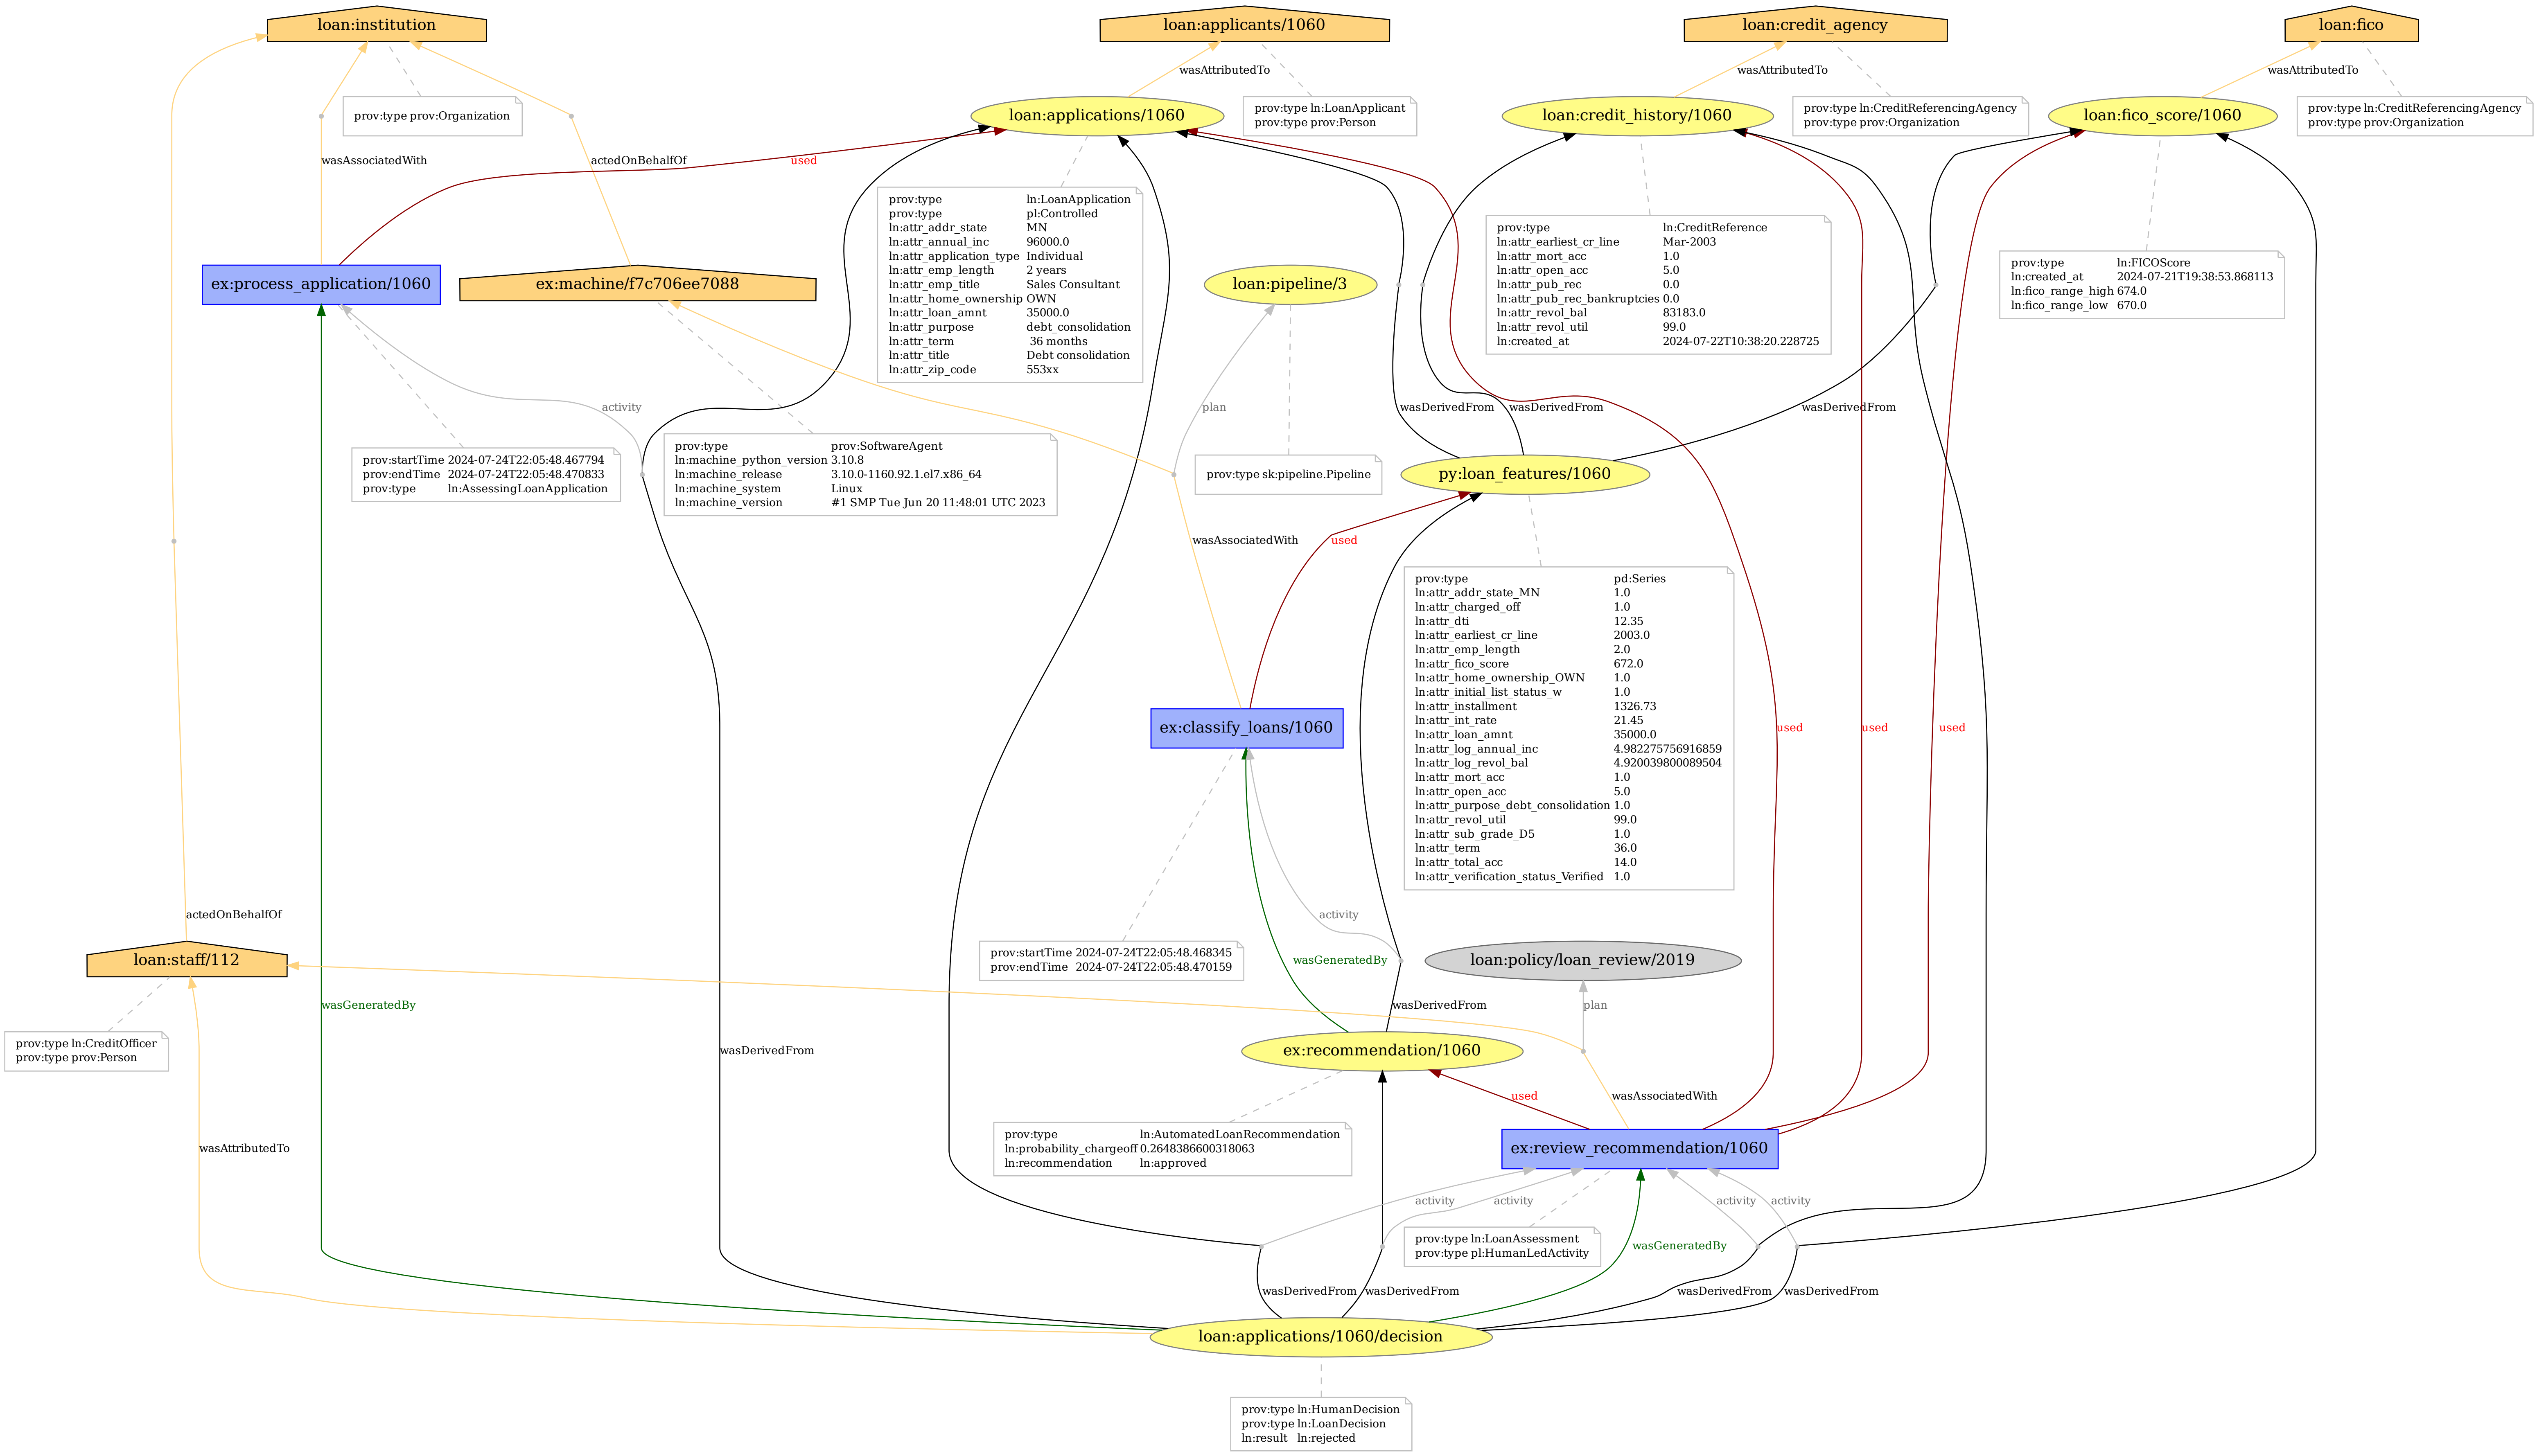 loan:institution
loan:applicants/1060
loan:credit_agency
loan:fico
wasAttributedTo
wasAttributedTo
wasAttributedTo
prov:type prov:Organization
loan:applications/1060
prov:type ln:LoanApplicant
prov:type prov:Person
loan:credit_history/1060
prov:type ln:CreditReferencingAgency
prov:type prov:Organization
loan:fico_score/1060
prov:type ln:CreditReferencingAgency
prov:type prov:Organization
wasAssociatedWith
actedOnBehalfOf
used
prov:type ln:LoanApplication
prov:type pl:Controlled
ln:attr_addr_state MN
ln:attr_annual_inc 96000.0
ln:attr_application_type Individual
ln:attr_emp_length 2 years
ln:attr_emp_title Sales Consultant
ln:attr_home_ownership OWN
ln:attr_loan_amnt 35000.0
ln:attr_purpose debt_consolidation
ln:attr_term 36 months
ln:attr_title Debt consolidation
ln:attr_zip_code 553xx
prov:type ln:CreditReference
ln:attr_earliest_cr_line Mar-2003
ln:attr_mort_acc 1.0
ln:attr_open_acc 5.0
ln:attr_pub_rec 0.0
ln:attr_pub_rec_bankruptcies 0.0
ln:attr_revol_bal 83183.0
ln:attr_revol_util 99.0
ln:created_at 2024-07-22T10:38:20.228725
prov:type ln:FICOScore
ln:created_at 2024-07-21T19:38:53.868113
ln:fico_range_high 674.0
ln:fico_range_low 670.0
ex:process_application/1060
ex:machine/f7c706ee7088
loan:pipeline/3
activity
plan
wasDerivedFrom
wasDerivedFrom
wasDerivedFrom
prov:startTime 2024-07-24T22:05:48.467794
prov:endTime 2024-07-24T22:05:48.470833
prov:type ln:AssessingLoanApplication
prov:type prov:SoftwareAgent
ln:machine_python_version 3.10.8
ln:machine_release 3.10.0-1160.92.1.el7.x86_64
ln:machine_system Linux
ln:machine_version #1 SMP Tue Jun 20 11:48:01 UTC 2023
prov:type sk:pipeline.Pipeline
py:loan_features/1060
wasAssociatedWith
used
prov:type pd:Series
ln:attr_addr_state_MN 1.0
ln:attr_charged_off 1.0
ln:attr_dti 12.35
ln:attr_earliest_cr_line 2003.0
ln:attr_emp_length 2.0
ln:attr_fico_score 672.0
ln:attr_home_ownership_OWN 1.0
ln:attr_initial_list_status_w 1.0
ln:attr_installment 1326.73
ln:attr_int_rate 21.45
ln:attr_loan_amnt 35000.0
ln:attr_log_annual_inc 4.982275756916859
ln:attr_log_revol_bal 4.920039800089504
ln:attr_mort_acc 1.0
ln:attr_open_acc 5.0
ln:attr_purpose_debt_consolidation 1.0
ln:attr_revol_util 99.0
ln:attr_sub_grade_D5 1.0
ln:attr_term 36.0
ln:attr_total_acc 14.0
ln:attr_verification_status_Verified 1.0
ex:classify_loans/1060
used
used
used
actedOnBehalfOf
activity
loan:staff/112
prov:startTime 2024-07-24T22:05:48.468345
prov:endTime 2024-07-24T22:05:48.470159
wasGeneratedBy
loan:policy/loan_review/2019
wasGeneratedBy
wasDerivedFrom
plan
prov:type ln:CreditOfficer
prov:type prov:Person
wasDerivedFrom
ex:recommendation/1060
used
wasAssociatedWith
wasAttributedTo
prov:type ln:AutomatedLoanRecommendation
ln:probability_chargeoff 0.2648386600318063
ln:recommendation ln:approved
ex:review_recommendation/1060
activity
activity
activity
activity
prov:type ln:LoanAssessment
prov:type pl:HumanLedActivity
wasGeneratedBy
wasDerivedFrom
wasDerivedFrom
wasDerivedFrom
wasDerivedFrom
loan:applications/1060/decision
prov:type ln:HumanDecision
prov:type ln:LoanDecision
ln:result ln:rejected